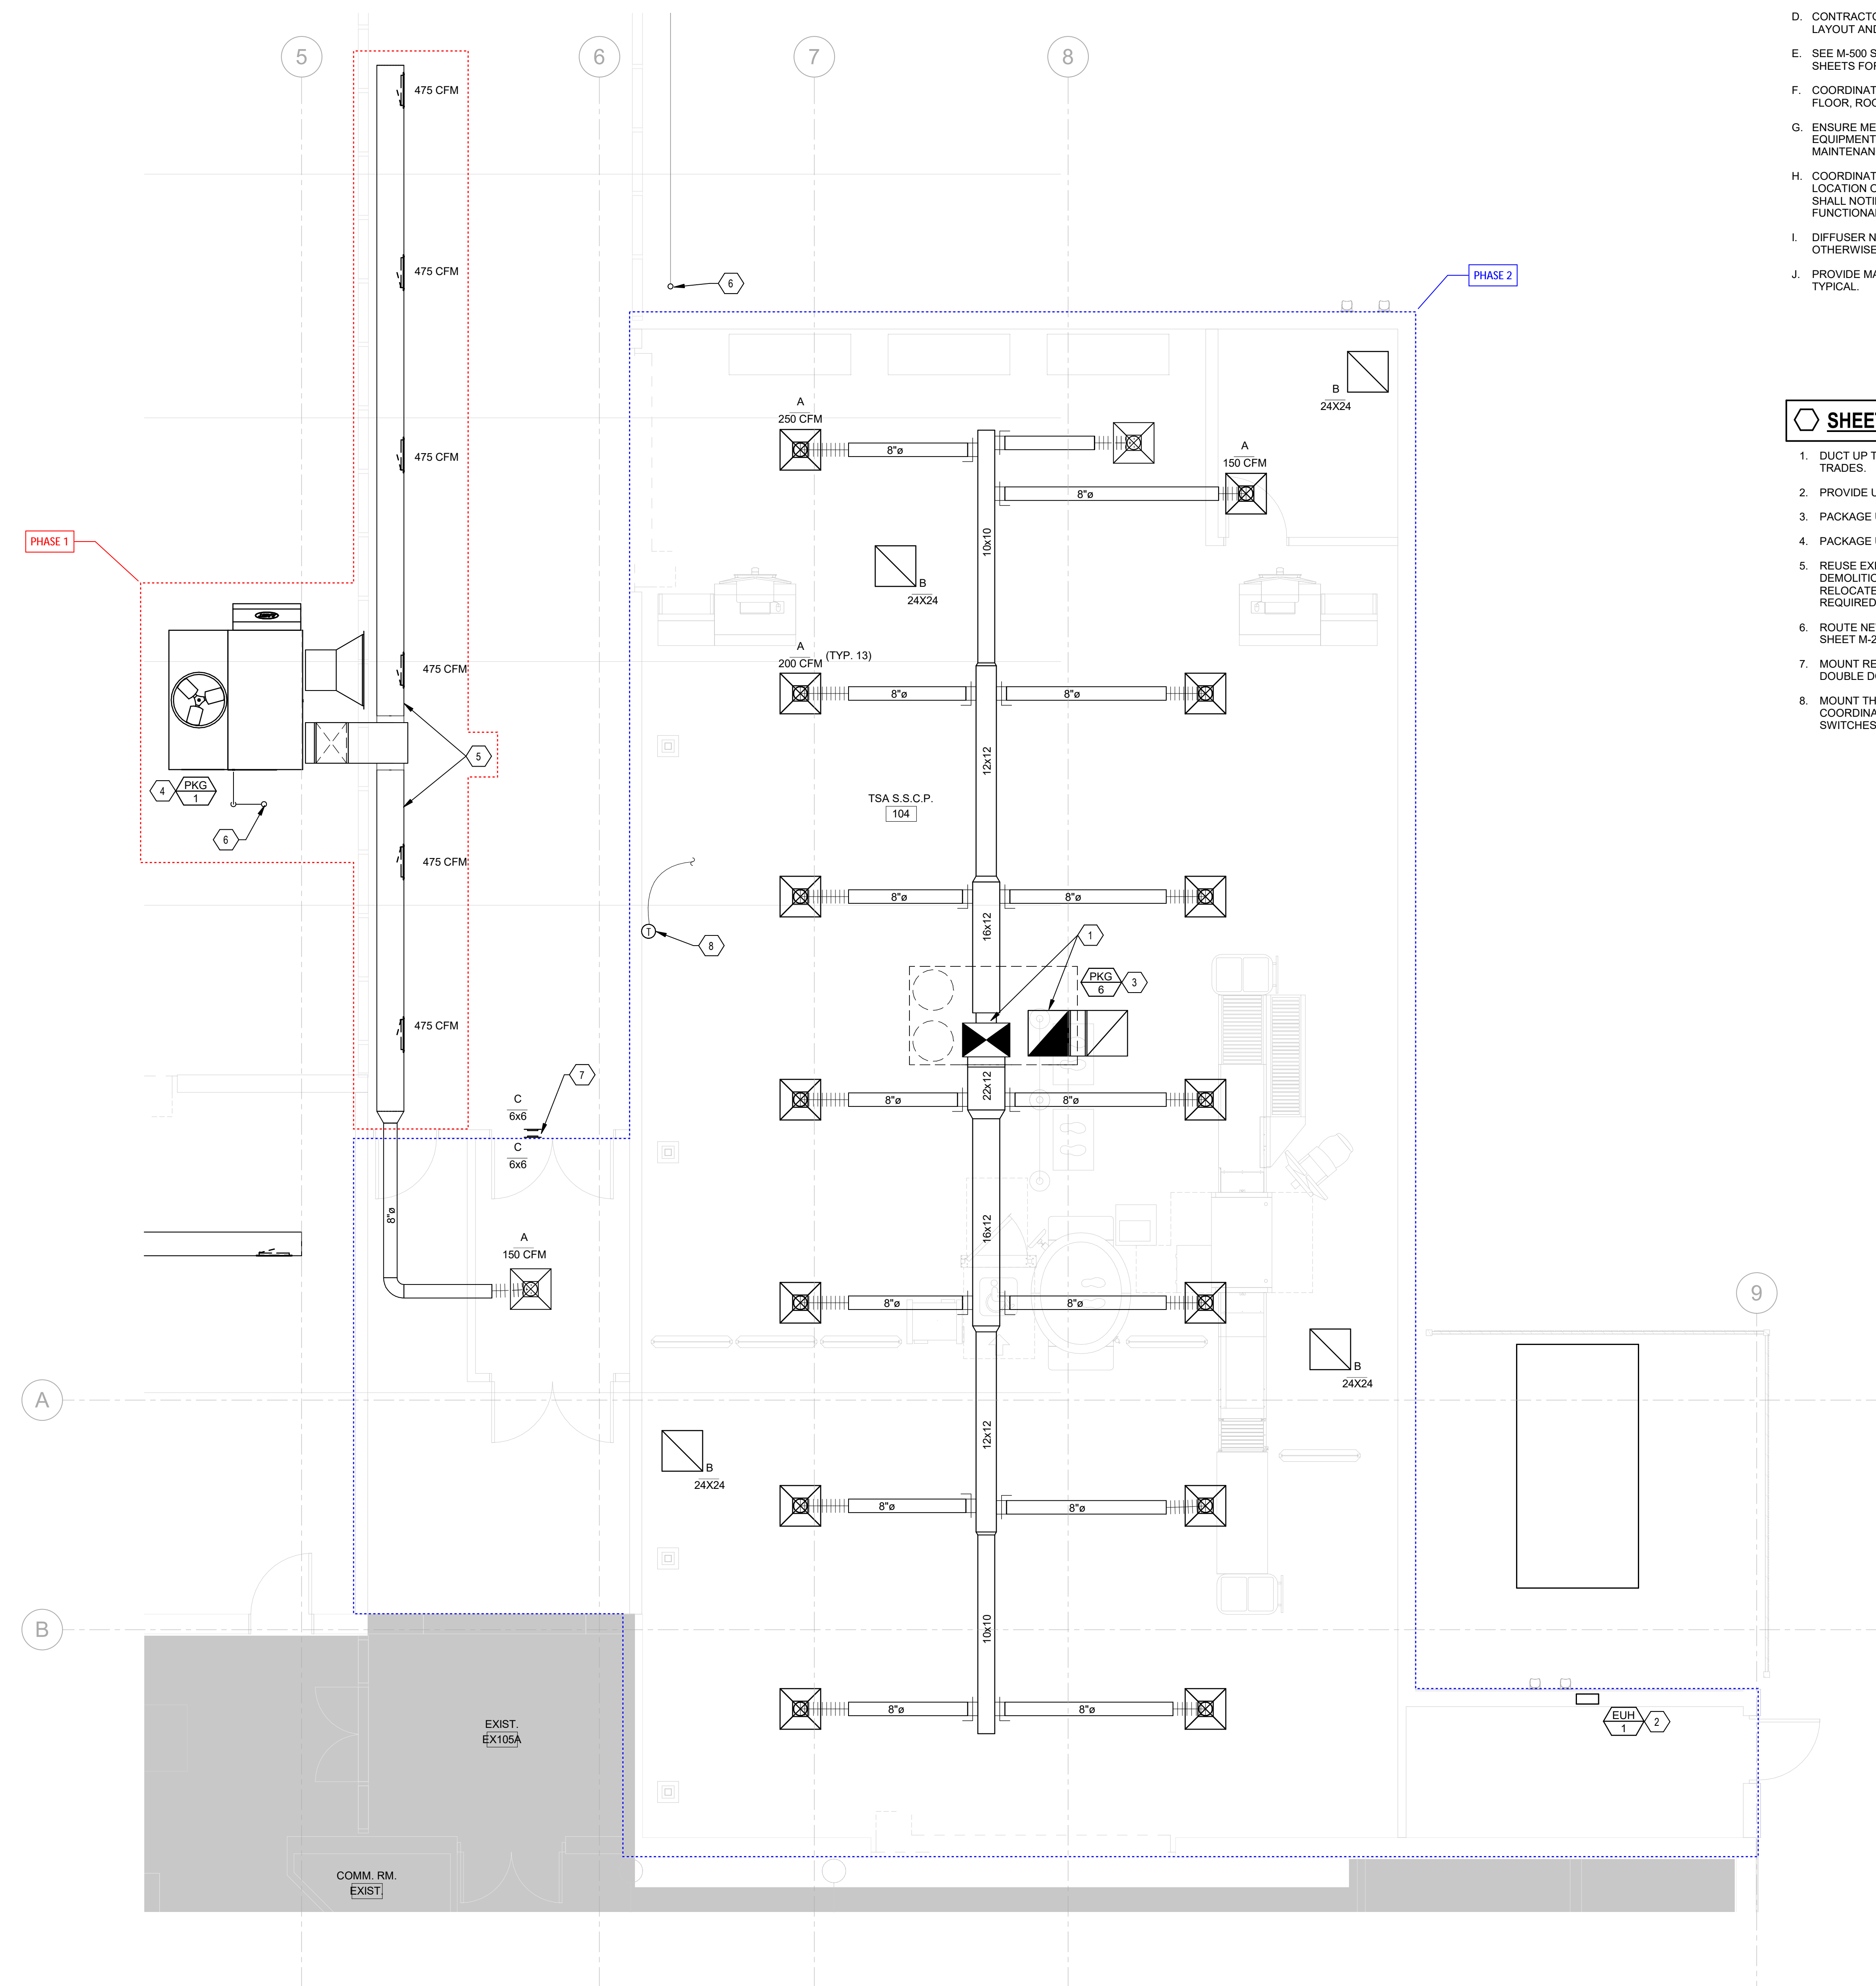 D. CONTRACTO
LAYOUT AND
E. SEE M-500 S
SHEETS FOR
F. COORDINAT
FLOOR, ROO
G. ENSURE ME
EQUIPMENT
MAINTENAN
H. COORDINAT
LOCATION O
SHALL NOTI
FUNCTIONA
I. DIFFUSER N
OTHERWISE
J. PROVIDE MA
TYPICAL.
SHEE
1. DUCT UP T
TRADES.
2. PROVIDE U
3. PACKAGE
4. PACKAGE
5. REUSE EXI
DEMOLITIO
RELOCATE
REQUIRED
6. ROUTE NE
SHEET M-2
7. MOUNT RE
DOUBLE DO
8. MOUNT TH
COORDINA
SWITCHES
5
6
7
8
475 CFM
475 CFM
6
PHASE 2
B
24X24
A
250 CFM
8"ø
A
150 CFM
8"ø
475 CFM
10x10
PHASE 1
B
24X24
475 CFM
A
200 CFM (TYP. 13)
8"ø
8"ø
5
12x12
4
PKG
1
6
TSA S.S.C.P.
104
475 CFM
8"ø
8"ø
16x12
T
8
1
PKG
6
3
475 CFM
7
C
6x6
C
6x6
22x12
8"ø
8"ø
8"ø
16x12
A
150 CFM
8"ø
8"ø
9
B
24X24
A
12x12
B
24X24
8"ø
8"ø
B
10x10
8"ø
8"ø
EUH
1
2
EXIST.
EX105A
COMM. RM.
EXIST.